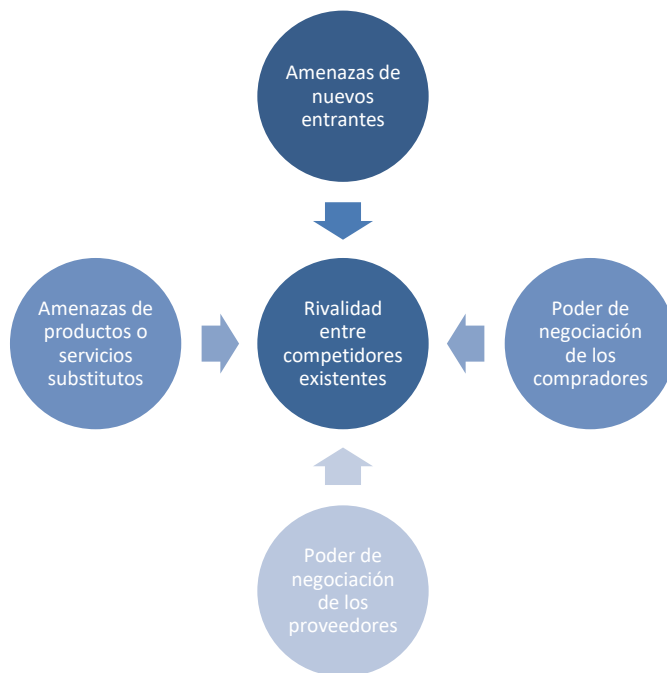 Amenazas de
nuevos
entrantes
Amenazas de
productos o
servicios
substitutos
Rivalidad
entre
competidores
existentes
Poder de
negociación
de los
compradores
Poder de
negociación
de los
proveedores